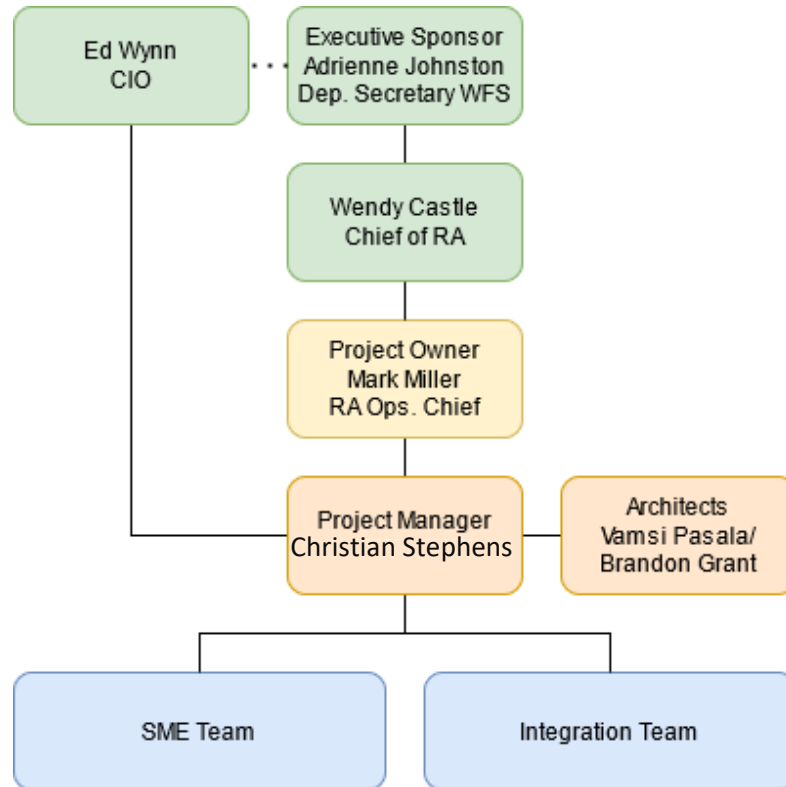 Ed Wynn
CIO
Executive Sponsor
Adrienne Johnston
Dep. Secretary WFS
Wendy Castle
Chief of RA
Project Owner
Mark Miller
RA Ops. Chief
Project Manager
Christian Stephens
Architects
Vamsi Pasala/
Brandon Grant
SME Team
Integration Team